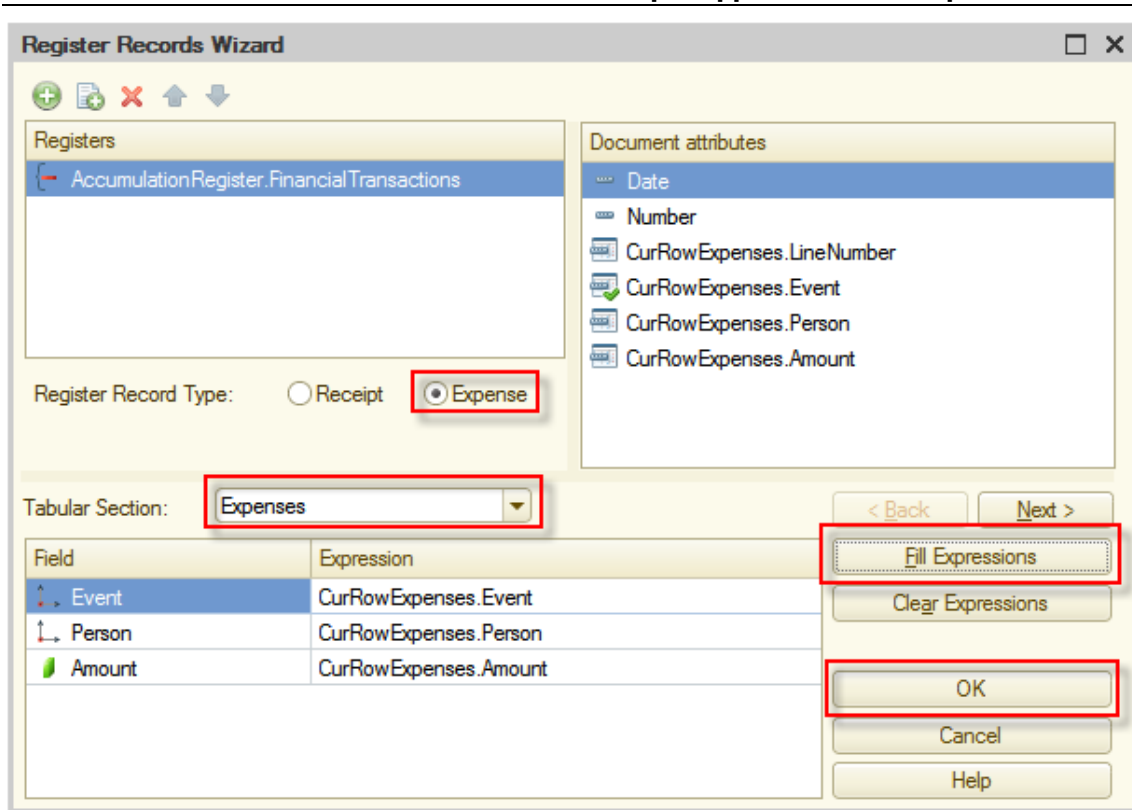 Register Records Wizard
Registers
AccumulationRegister.FinancialTransactions
Document attributes
Date
Number
CurRowExpenses.LineNumber
CurRowExpenses.Event
CurRowExpenses.Person
CurRowExpenses.Amount
Register Record Type: Receipt Expense
Tabular Section: Expenses
< Back Next >
Field Expression
Fill Expressions
Event CurRowExpenses.Event
Clear Expressions
Person CurRowExpenses.Person
Amount CurRowExpenses.Amount
OK
Cancel
Help